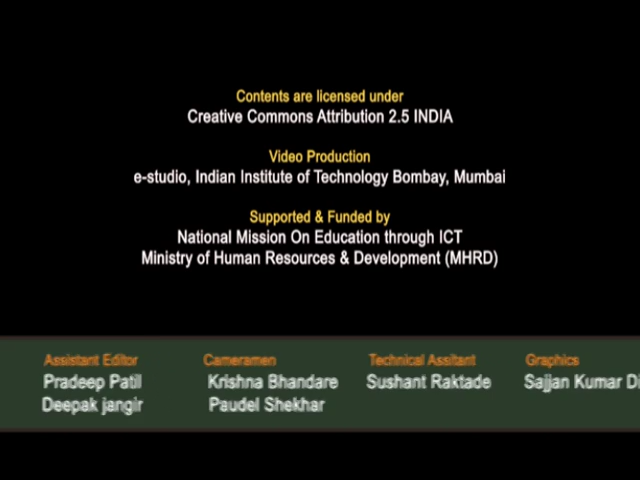 Contents are licensed under
Creative Commons Attribution 2.5 INDIA
Video Production
e-studio, Indian Institute of Technology Bombay, Mumbai
Supported & Funded by
National Mission On Education through ICT
Ministry of Human Resources & Development (MHRD)
Assistant Editor
Pradeep Patil
Deepak jangir
Cameramen
Krishna Bhandare
Paudel Shekhar
Technical Assitant
Sushant Raktade
Graphics
Sajjan Kumar